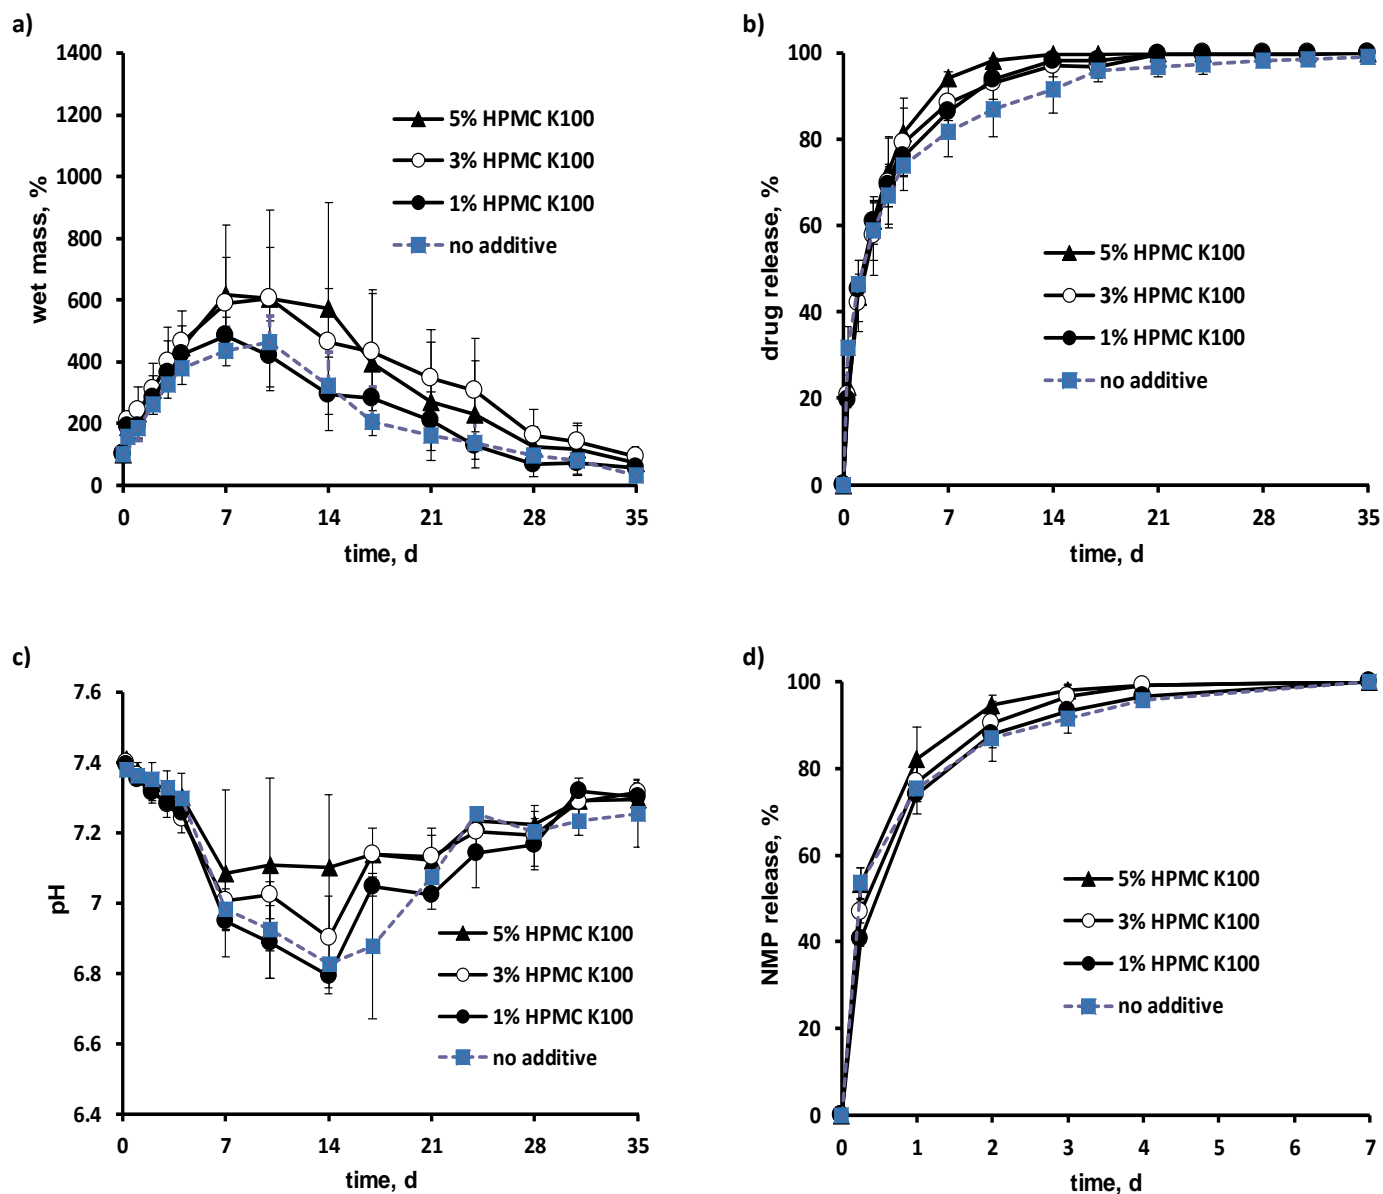 a)
1400
1200
1000
800
600
400
200
0
wet mass, %
5% HPMC K100
3% HPMC K100
1% HPMC K100
no additive
0 7 14 21 28 35
time, d
b)
100
80
60
40
20
0
drug release, %
5% HPMC K100
3% HPMC K100
1% HPMC K100
no additive
0 7 14 21 28 35
time, d
c)
7.6
7.4
7.2
7
6.8
6.6
6.4
pH
5% HPMC K100
3% HPMC K100
1% HPMC K100
no additive
0 7 14 21 28 35
time, d
d)
100
80
60
40
20
0
NMP release, %
5% HPMC K100
3% HPMC K100
1% HPMC K100
no additive
0 1 2 3 4 5 6 7
time, d